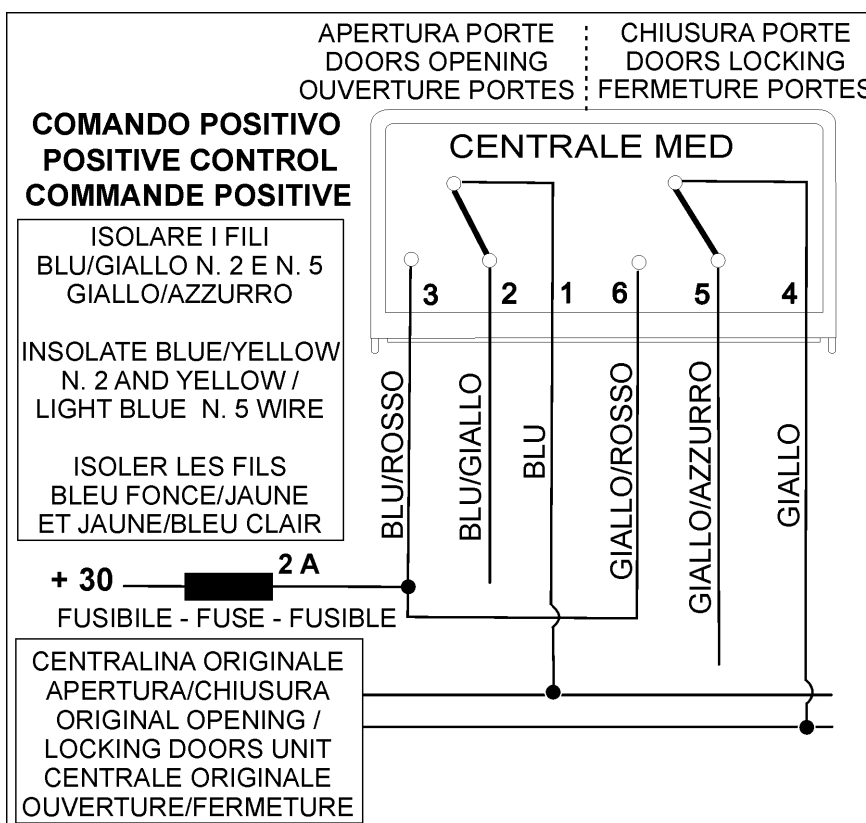 APERTURA PORTE
DOORS OPENING
OUVERTURE PORTES
CHIUSURA PORTE
DOORS LOCKING
FERMETURE PORTES
COMANDO POSITIVO
POSITIVE CONTROL
COMMANDE POSITIVE
CENTRALE MED
ISOLARE I FILI
BLU/GIALLO N. 2 E N. 5
GIALLO/AZZURRO
INSOLATE BLUE/YELLOW
N. 2 AND YELLOW /
LIGHT BLUE N. 5 WIRE
ISOLER LES FILS
BLEU FONCE/JAUNE
ET JAUNE/BLEU CLAIR
3 2 1 6 5 4
BLU/ROSSO
BLU/GIALLO
BLU
GIALLO/ROSSO
GIALLO/AZZURRO
GIALLO
+ 30
2 A
FUSIBILE - FUSE - FUSIBLE
CENTRALINA ORIGINALE
APERTURA/CHIUSURA
ORIGINAL OPENING /
LOCKING DOORS UNIT
CENTRALE ORIGINALE
OUVERTURE/FERMETURE